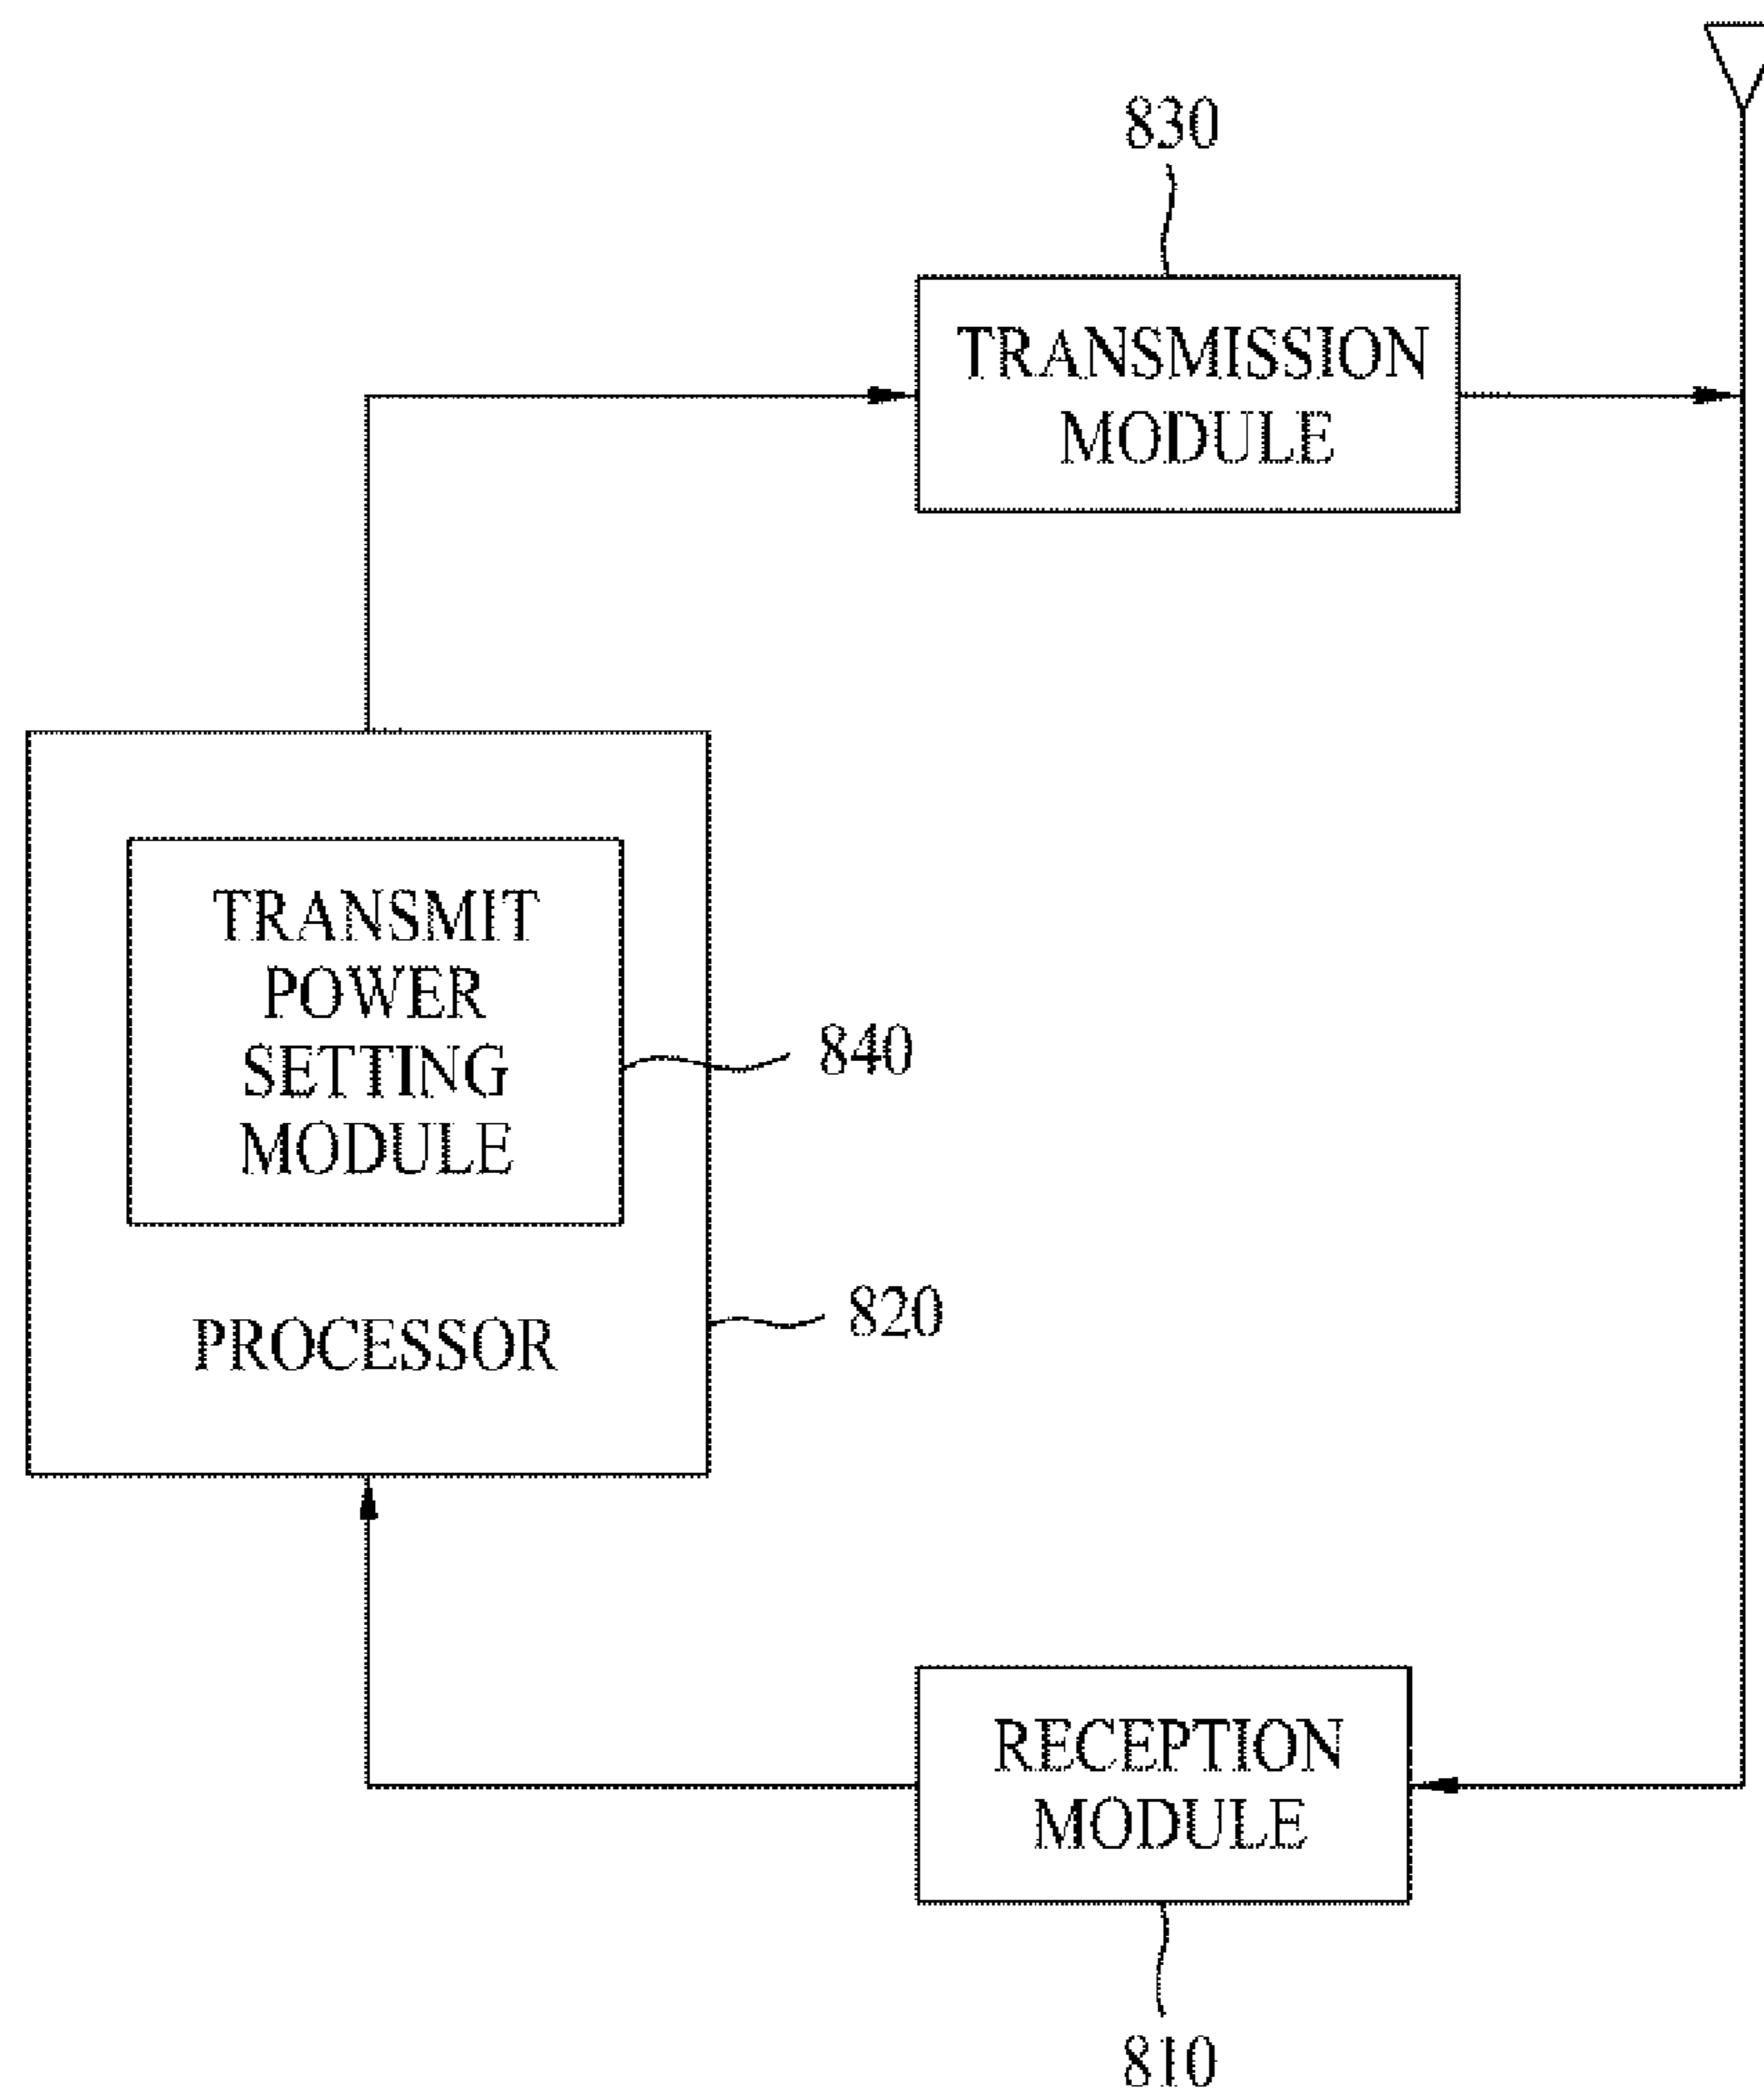 830
TRANSMISSION
MODULE
TRANSMIT
POWER
SETTING
MODULE
840
PROCESSOR
820
RECEPTION
MODULE
810